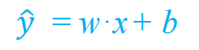 ŷ = w·x + b